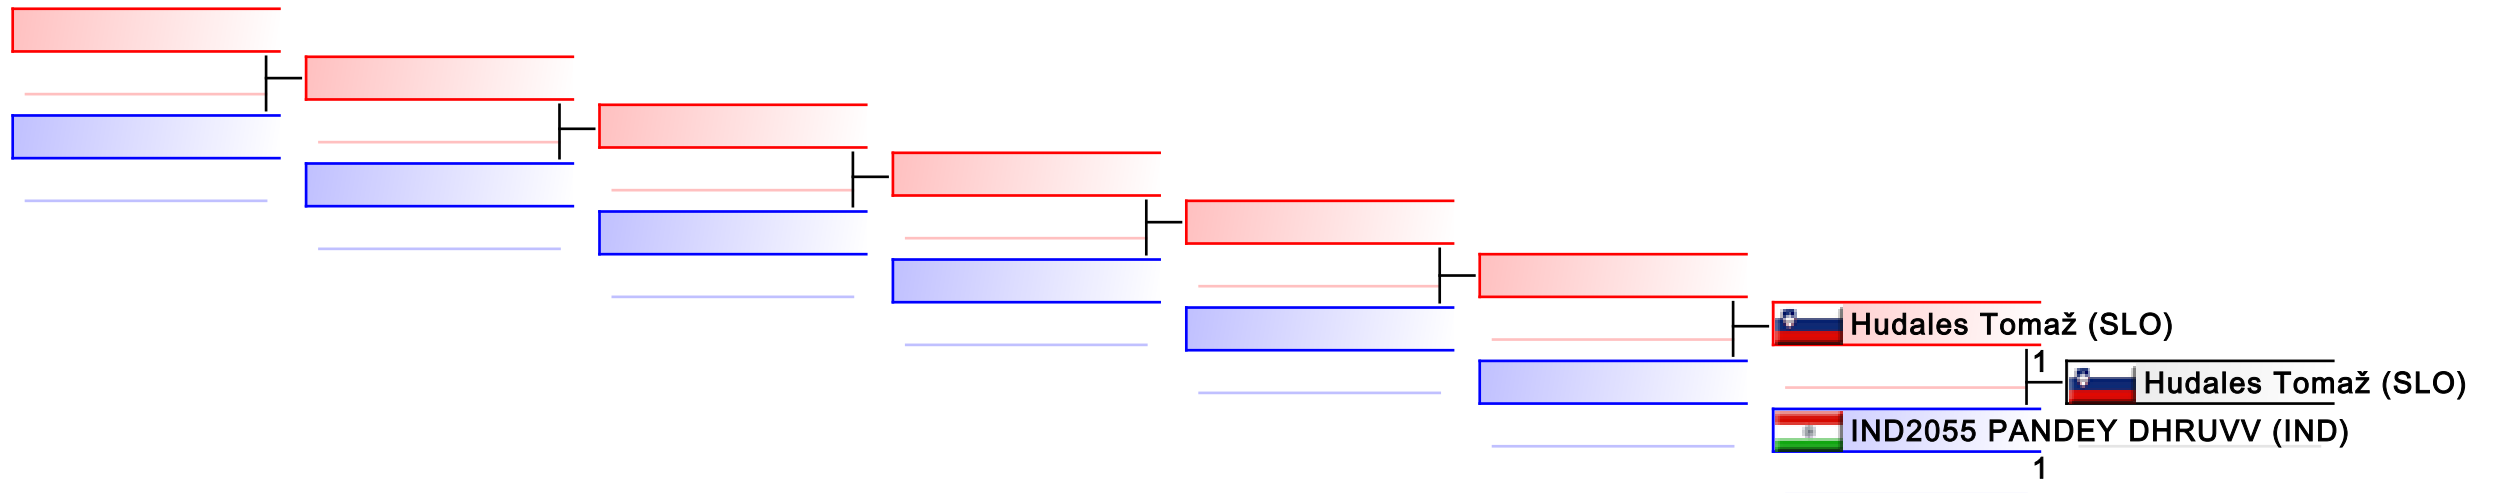 Hudales Tomaž (SLO)
1
Hudales Tomaž (SLO)
IND2055 PANDEY DHRUVV (IND)
1